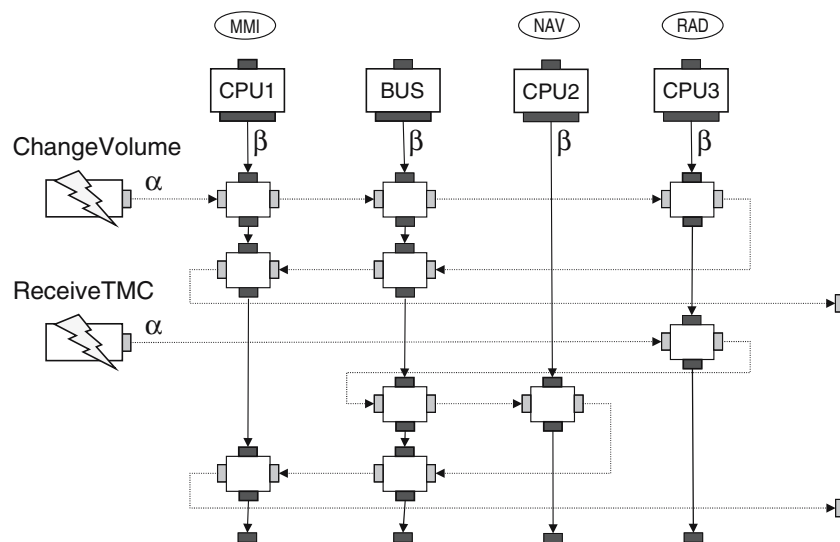 MMI
NAV
RAD
CPU1
BUS
CPU2
CPU3
β
β
β
β
ChangeVolume
α
ReceiveTMC
α